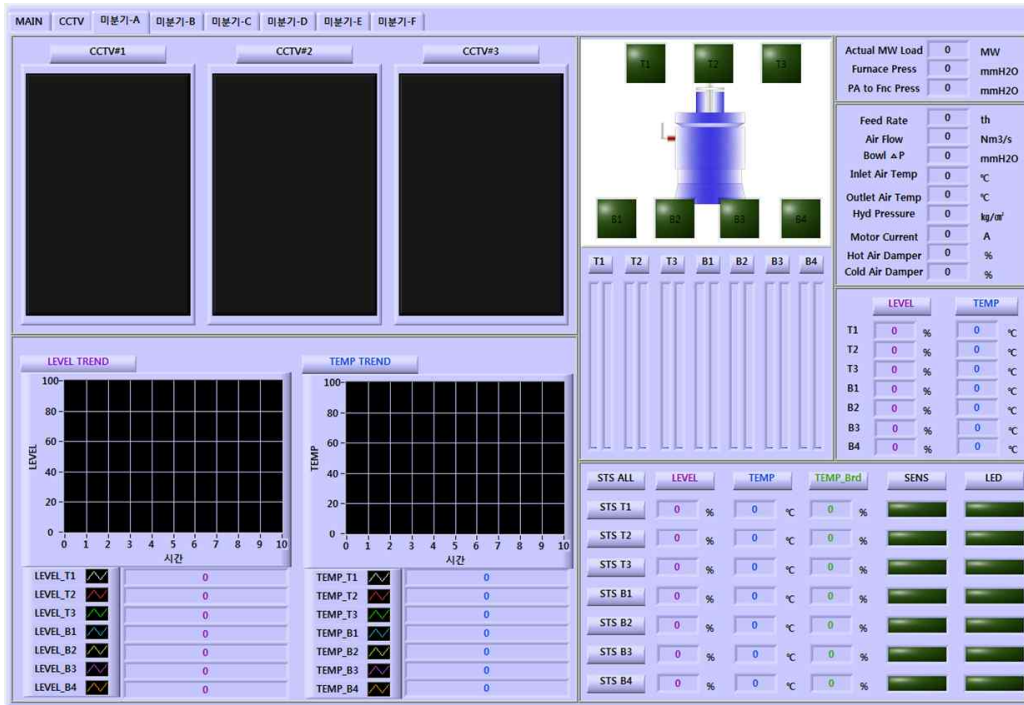 MAIN CCTV 미분기-A 미분기-B 미분기-C 미분기-D 미분기-E 미분기-F
CCTV#1 CCTV#2 CCTV#3
T1 T2 T3
B1 B2 B3 B4
Actual MW Load 0 MW
Furnace Press 0 mmH2O
PA to Fnc Press 0 mmH2O
Feed Rate 0 th
Air Flow 0 Nm3/s
Bowl ▵P 0 mmH2O
Inlet Air Temp 0 ℃
Outlet Air Temp 0 ℃
Hyd Pressure 0 kg/㎠
Motor Current 0 A
Hot Air Damper 0 %
Cold Air Damper 0 %
T1 T2 T3 B1 B2 B3 B4
LEVEL TEMP
T1 0 % 0 ℃
T2 0 % 0 ℃
T3 0 % 0 ℃
B1 0 % 0 ℃
B2 0 % 0 ℃
B3 0 % 0 ℃
B4 0 % 0 ℃
LEVEL TREND
LEVEL
100
80
60
40
20
0
0 1 2 3 4 5 6 7 8 9 10
시간
LEVEL_T1 0
LEVEL_T2 0
LEVEL_T3 0
LEVEL_B1 0
LEVEL_B2 0
LEVEL_B3 0
LEVEL_B4 0
TEMP TREND
TEMP
100
80
60
40
20
0
0 1 2 3 4 5 6 7 8 9 10
시간
TEMP_T1 0
TEMP_T2 0
TEMP_T3 0
TEMP_B1 0
TEMP_B2 0
TEMP_B3 0
TEMP_B4 0
STS ALL LEVEL TEMP TEMP_Brd SENS LED
STS T1 0 % 0 ℃ 0 %
STS T2 0 % 0 ℃ 0 %
STS T3 0 % 0 ℃ 0 %
STS B1 0 % 0 ℃ 0 %
STS B2 0 % 0 ℃ 0 %
STS B3 0 % 0 ℃ 0 %
STS B4 0 % 0 ℃ 0 %